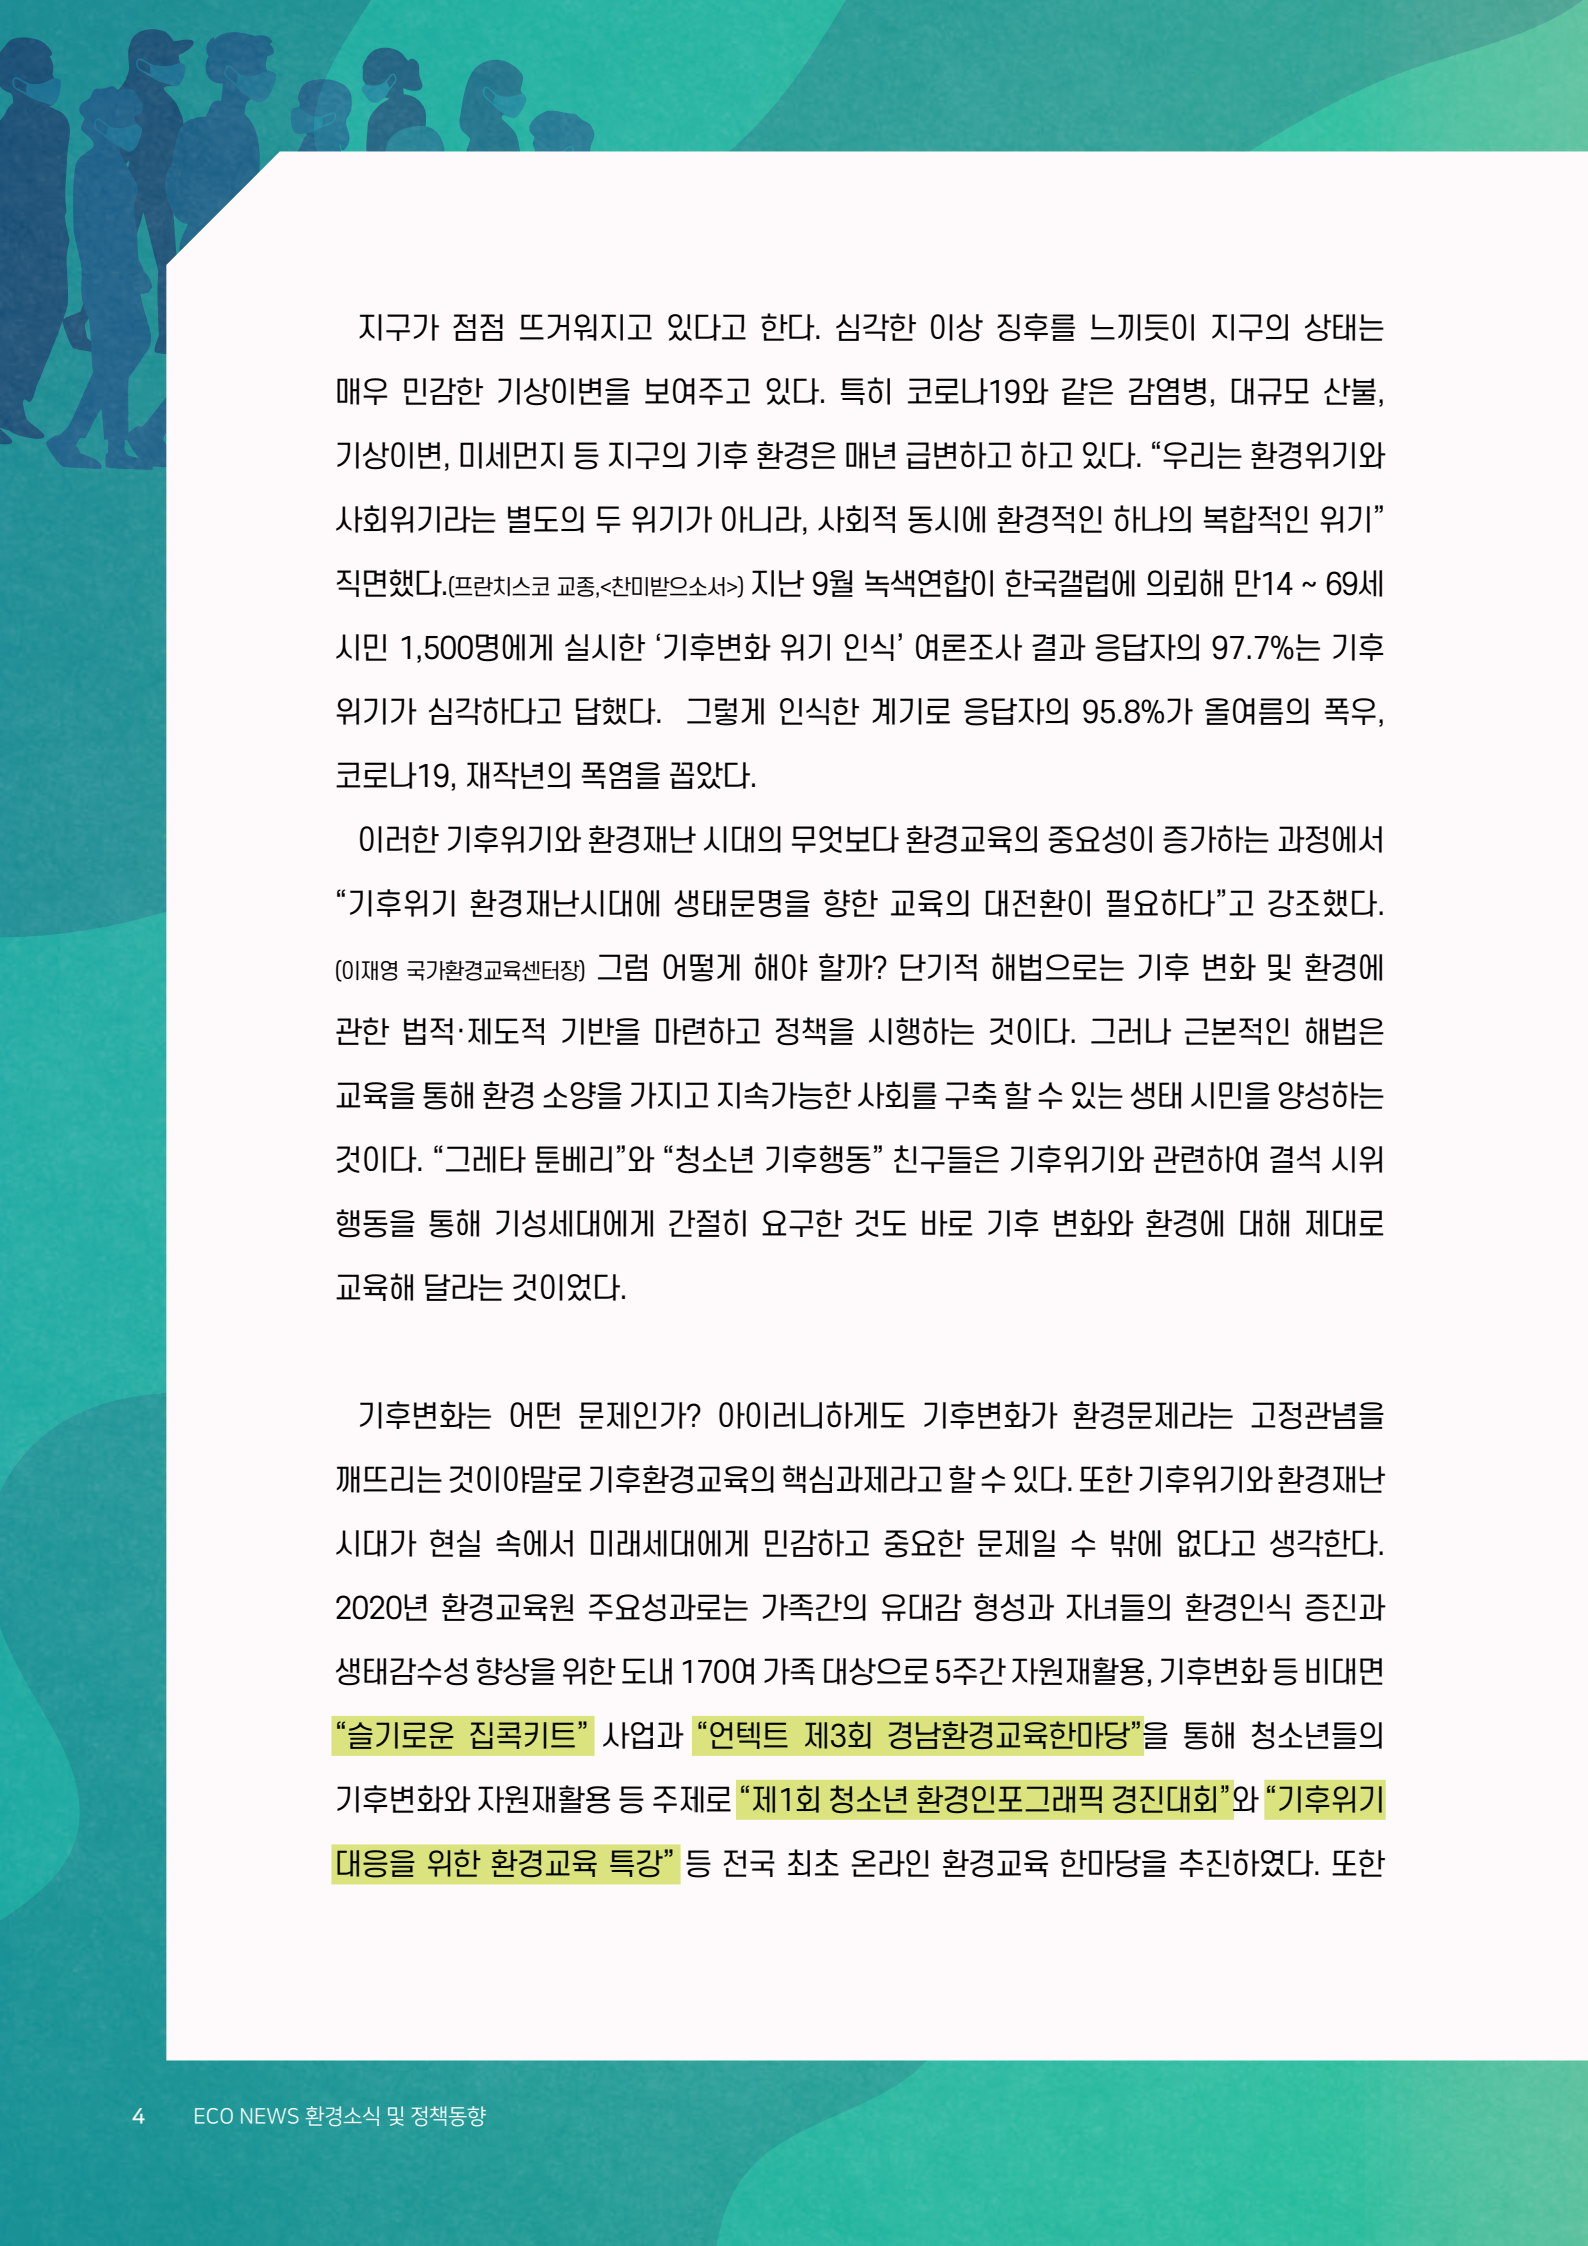 지구가 점점 뜨거워지고 있다고 한다. 심각한 이상 징후를 느끼듯이 지구의 상태는
매우 민감한 기상이변을 보여주고 있다. 특히 코로나19와 같은 감염병, 대규모 산불,
기상이변, 미세먼지 등 지구의 기후 환경은 매년 급변하고 하고 있다. “우리는 환경위기와
사회위기라는 별도의 두 위기가 아니라, 사회적 동시에 환경적인 하나의 복합적인 위기”
직면했다.(프란치스코 교종,<찬미받으소서>) 지난 9월 녹색연합이 한국갤럽에 의뢰해 만14 ~ 69세
시민 1,500명에게 실시한 ‘기후변화 위기 인식’ 여론조사 결과 응답자의 97.7%는 기후
위기가 심각하다고 답했다. 그렇게 인식한 계기로 응답자의 95.8%가 올여름의 폭우,
코로나19, 재작년의 폭염을 꼽았다.
이러한 기후위기와 환경재난 시대의 무엇보다 환경교육의 중요성이 증가하는 과정에서
“기후위기 환경재난시대에 생태문명을 향한 교육의 대전환이 필요하다”고 강조했다.
(이재영 국가환경교육센터장) 그럼 어떻게 해야 할까? 단기적 해법으로는 기후 변화 및 환경에
관한 법적·제도적 기반을 마련하고 정책을 시행하는 것이다. 그러나 근본적인 해법은
교육을 통해 환경 소양을 가지고 지속가능한 사회를 구축 할 수 있는 생태 시민을 양성하는
것이다. “그레타 툰베리”와 “청소년 기후행동” 친구들은 기후위기와 관련하여 결석 시위
행동을 통해 기성세대에게 간절히 요구한 것도 바로 기후 변화와 환경에 대해 제대로
교육해 달라는 것이었다.
기후변화는 어떤 문제인가? 아이러니하게도 기후변화가 환경문제라는 고정관념을
깨뜨리는 것이야말로 기후환경교육의 핵심과제라고 할 수 있다. 또한 기후위기와 환경재난
시대가 현실 속에서 미래세대에게 민감하고 중요한 문제일 수 밖에 없다고 생각한다.
2020년 환경교육원 주요성과로는 가족간의 유대감 형성과 자녀들의 환경인식 증진과
생태감수성 향상을 위한 도내 170여 가족 대상으로 5주간 자원재활용, 기후변화 등 비대면
“슬기로운 집콕키트” 사업과 “언텍트 제3회 경남환경교육한마당”을 통해 청소년들의
기후변화와 자원재활용 등 주제로 “제1회 청소년 환경인포그래픽 경진대회”와 “기후위기
대응을 위한 환경교육 특강” 등 전국 최초 온라인 환경교육 한마당을 추진하였다. 또한
4 ECO NEWS 환경소식 및 정책동향